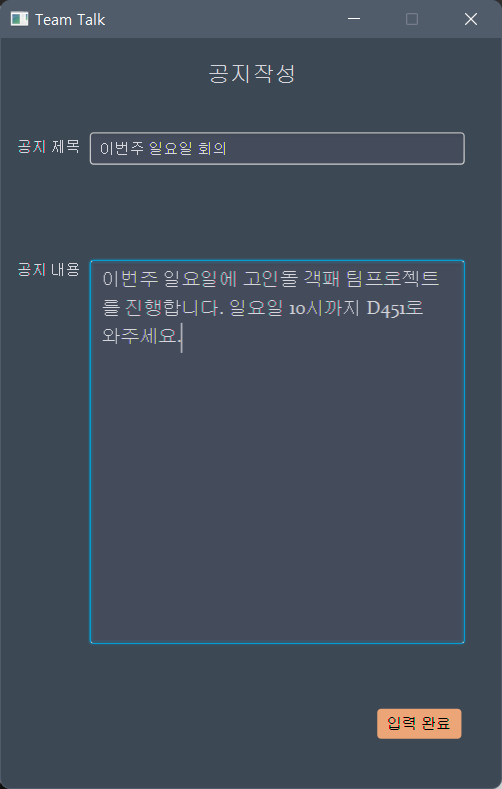 Team Talk
공지작성
공지 제목
이번주 일요일 회의
공지 내용
이번주 일요일에 고인돌 객패 팀프로젝트
를 진행합니다. 일요일 10시까지 D451로
와주세요.
입력 완료